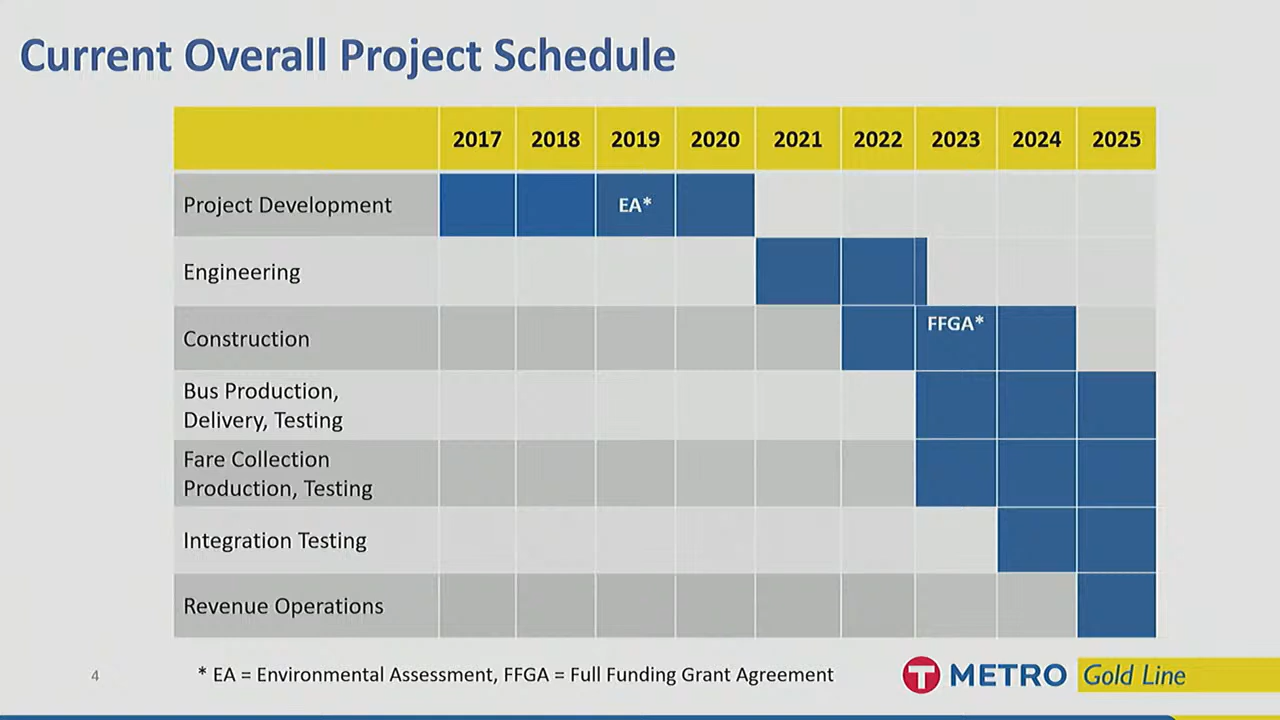 Current Overall Project Schedule
2017 2018 2019 2020 2021 2022 2023 2024 2025
Project Development EA*
Engineering
Construction FFGA*
Bus Production,
Delivery, Testing
Fare Collection
Production, Testing
Integration Testing
Revenue Operations
4 * EA = Environmental Assessment, FFGA = Full Funding Grant Agreement T METRO Gold Line